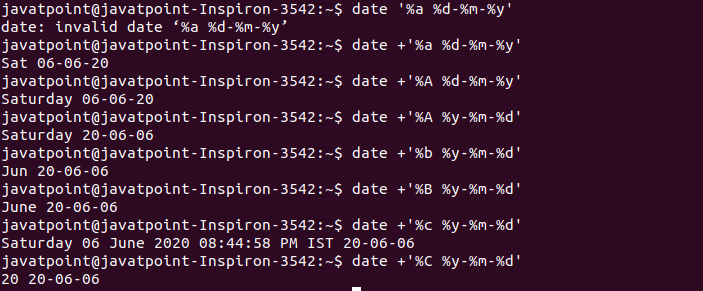 javatpoint@javatpoint-Inspiron-3542:~$ date '%a %d-%m-%y'
date: invalid date ‘%a %d-%m-%y’
javatpoint@javatpoint-Inspiron-3542:~$ date +'%a %d-%m-%y'
Sat 06-06-20
javatpoint@javatpoint-Inspiron-3542:~$ date +'%A %d-%m-%y'
Saturday 06-06-20
javatpoint@javatpoint-Inspiron-3542:~$ date +'%A %y-%m-%d'
Saturday 20-06-06
javatpoint@javatpoint-Inspiron-3542:~$ date +'%b %y-%m-%d'
Jun 20-06-06
javatpoint@javatpoint-Inspiron-3542:~$ date +'%B %y-%m-%d'
June 20-06-06
javatpoint@javatpoint-Inspiron-3542:~$ date +'%c %y-%m-%d'
Saturday 06 June 2020 08:44:58 PM IST 20-06-06
javatpoint@javatpoint-Inspiron-3542:~$ date +'%C %y-%m-%d'
20 20-06-06